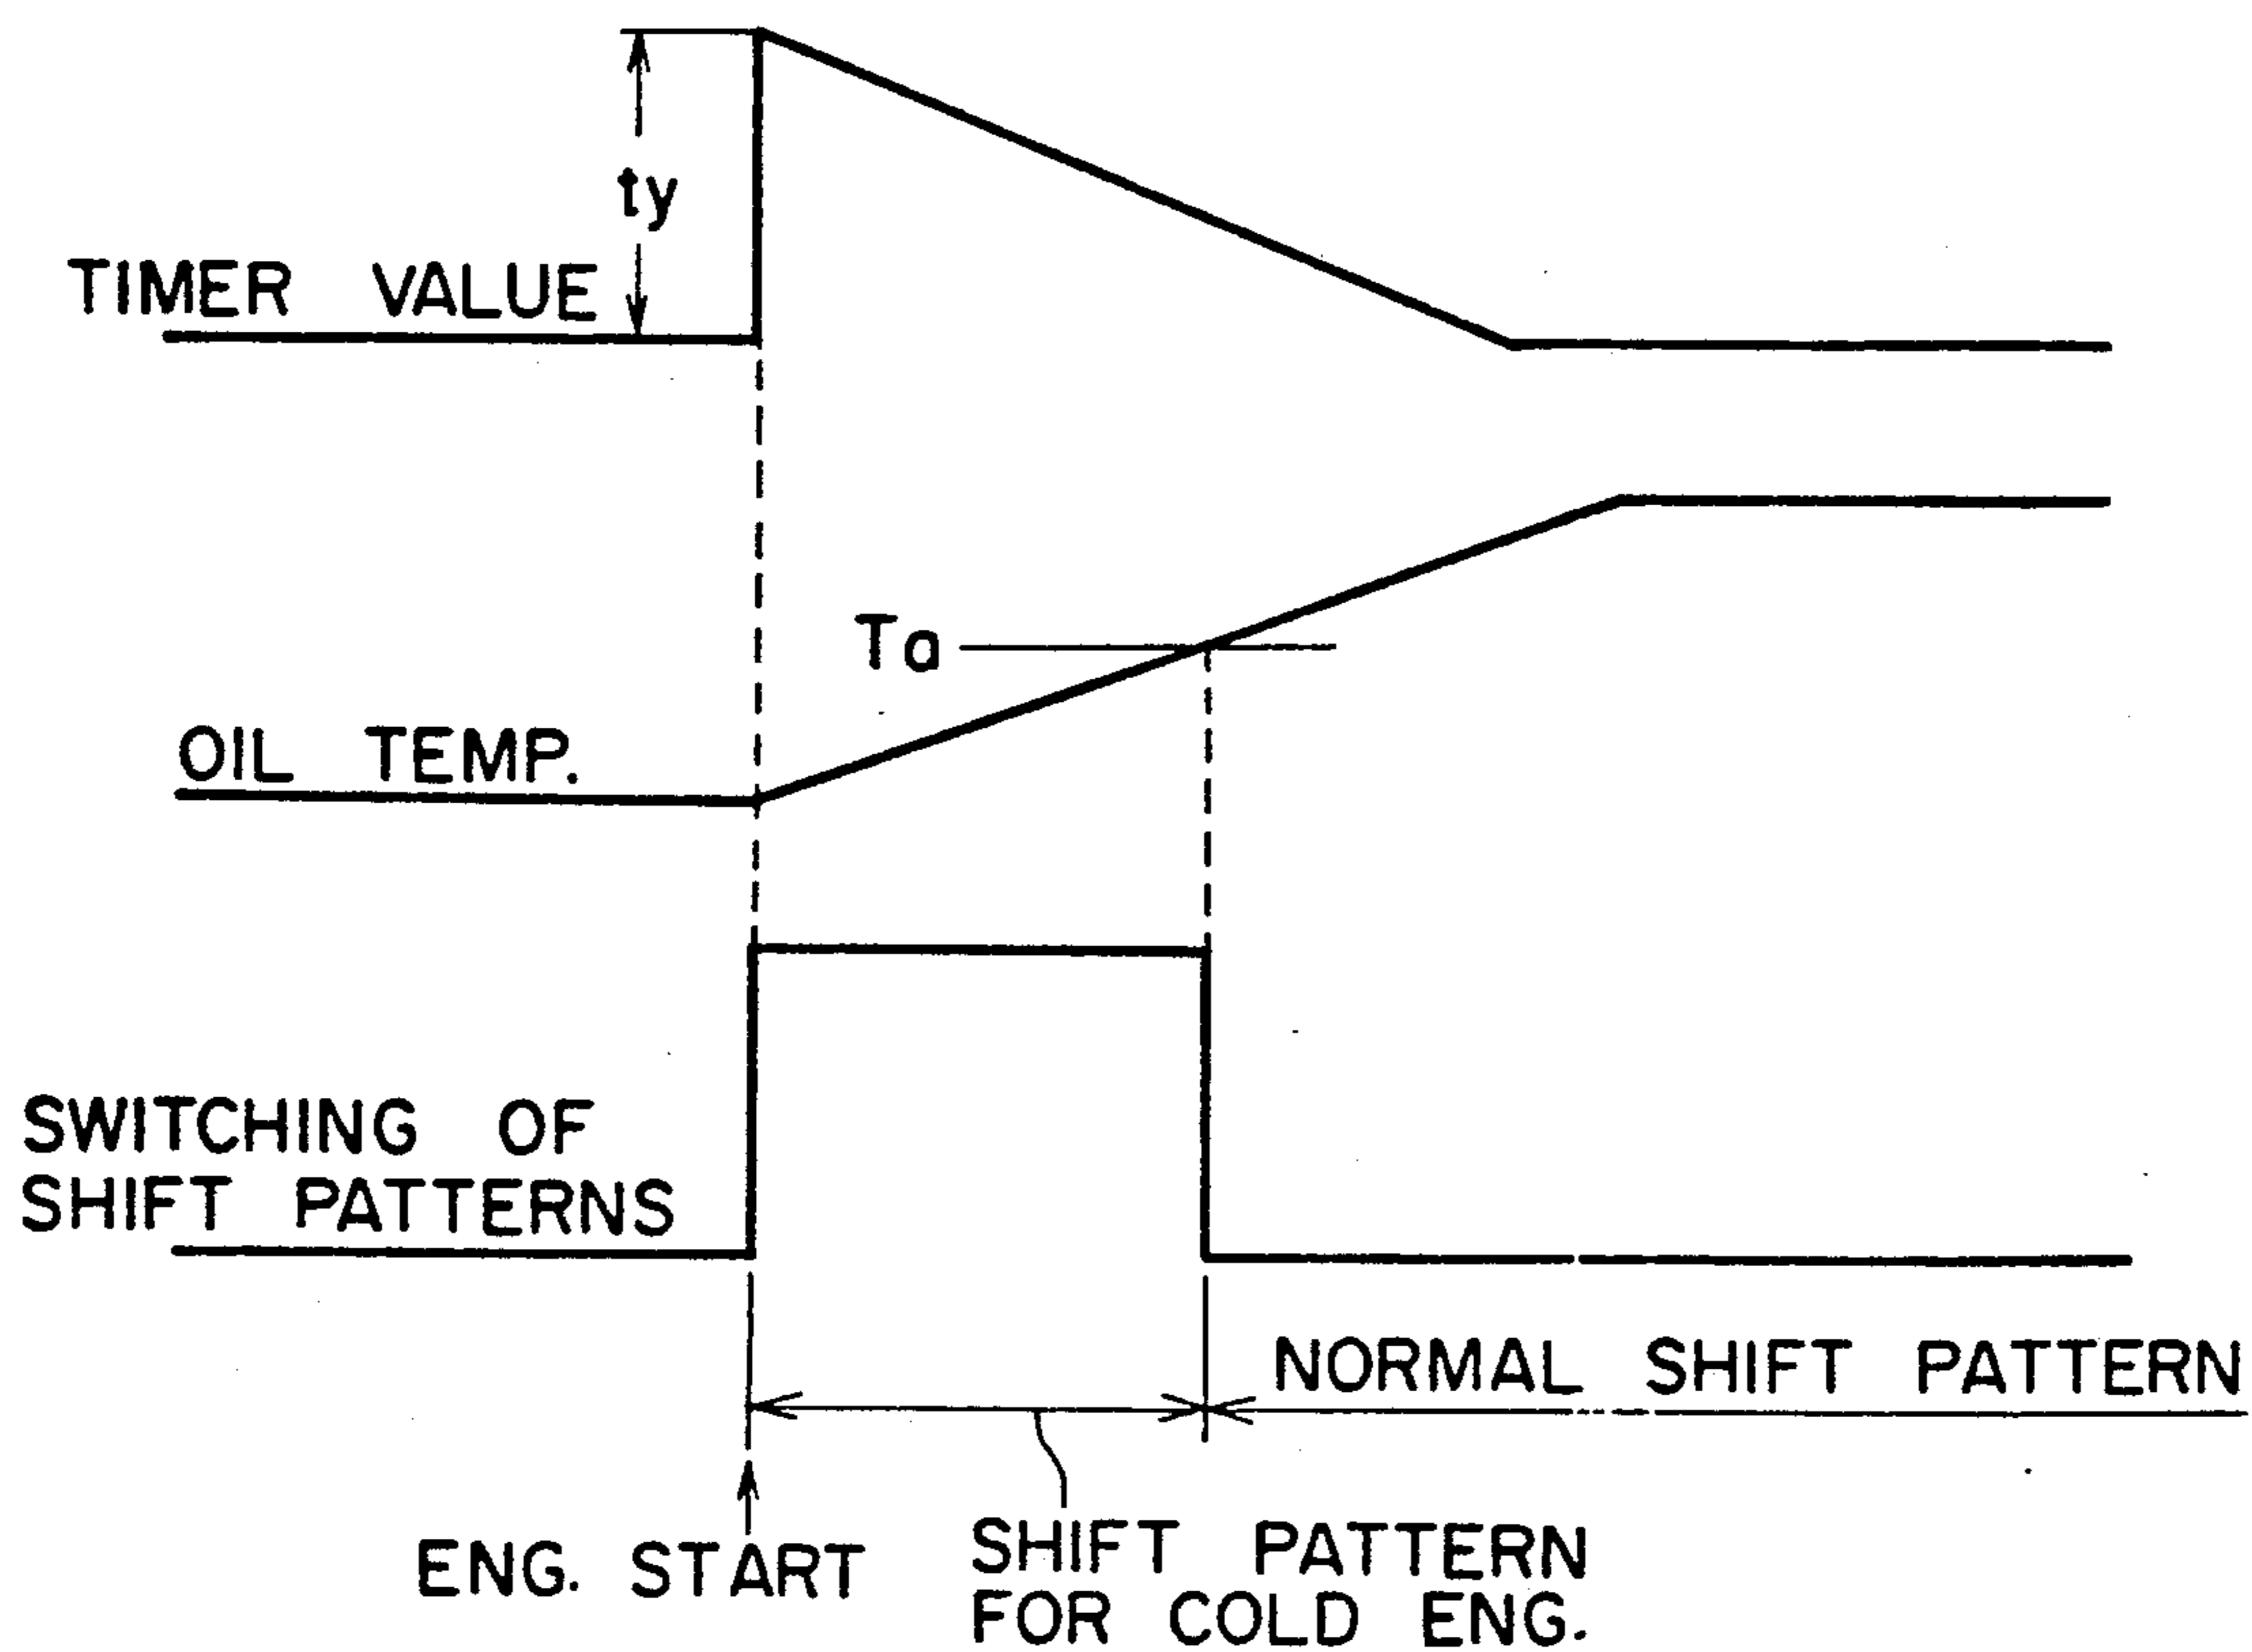 ty
TIMER VALUE
Ta
OIL TEMP.
SWITCHING OF
SHIFT PATTERNS
NORMAL SHIFT PATTERN
ENG. START
SHIFT PATTERN
FOR COLD ENG.